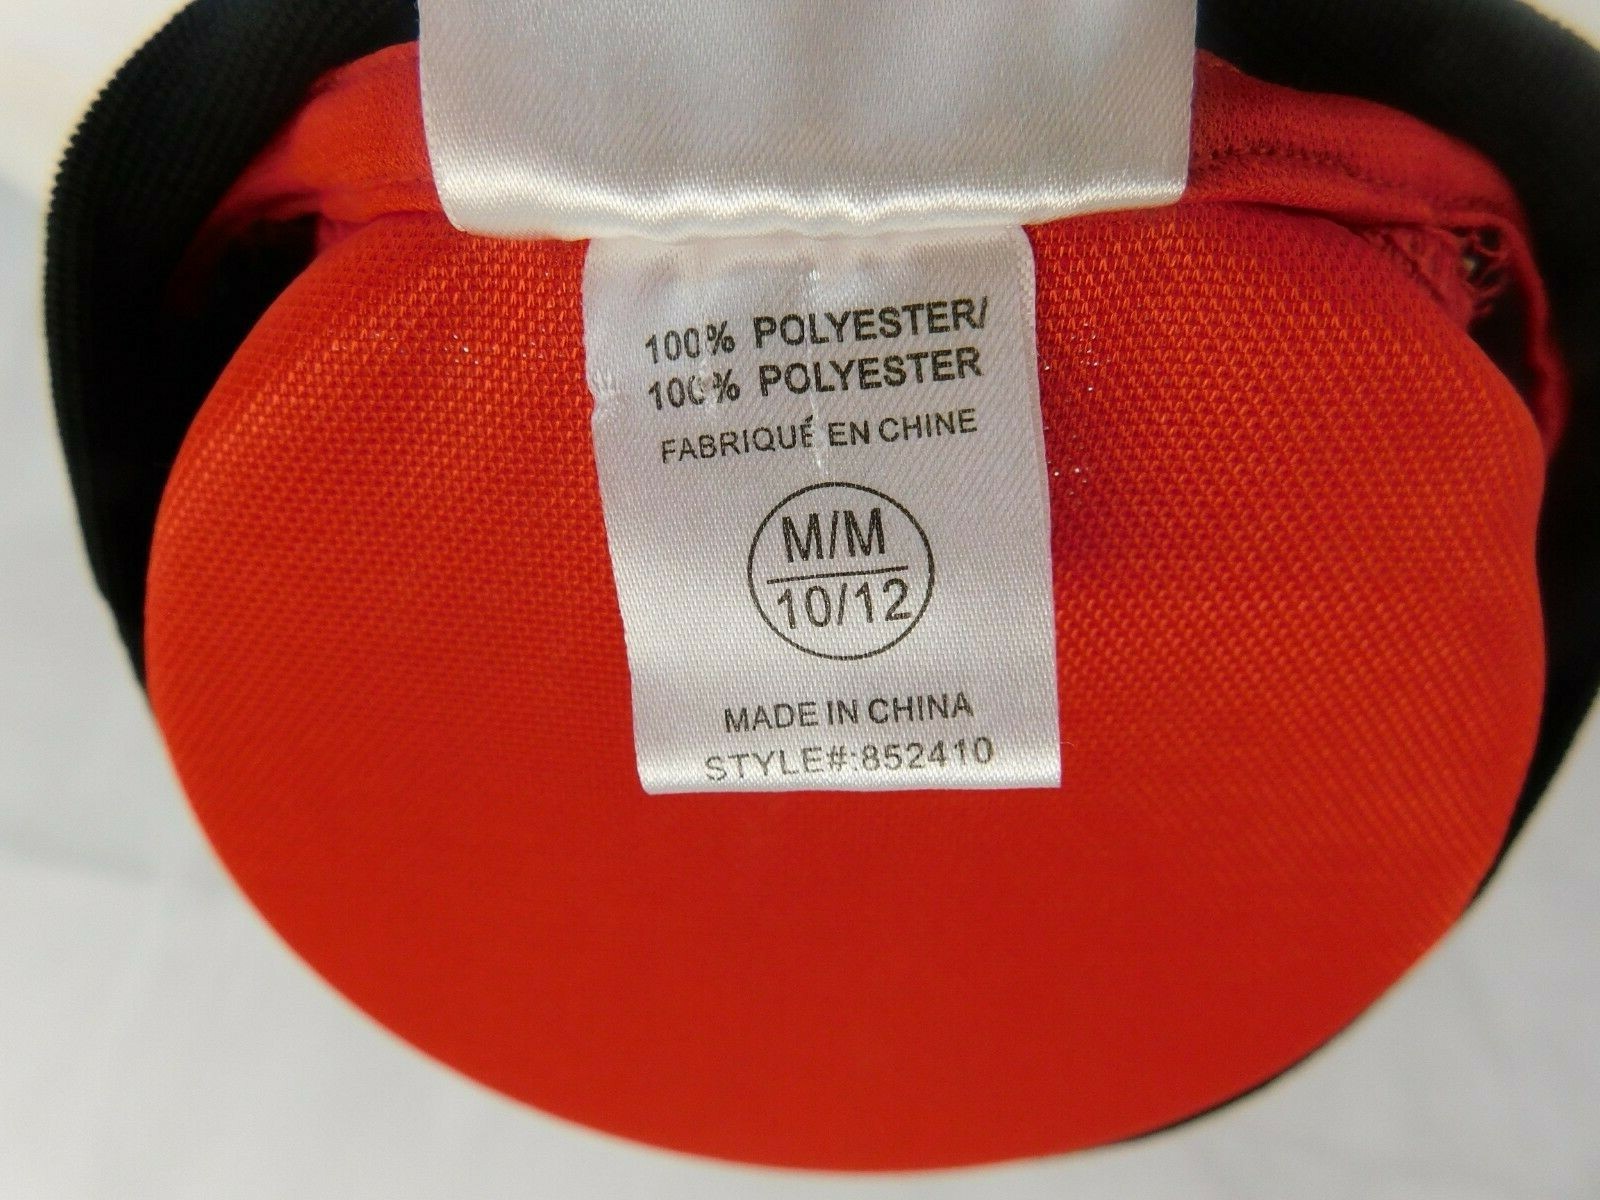 100% POLYESTER/
100% POLYESTER
FABRIQUÉ EN CHINE
M/M
10/12
MADE IN CHINA
STYLE#:852410